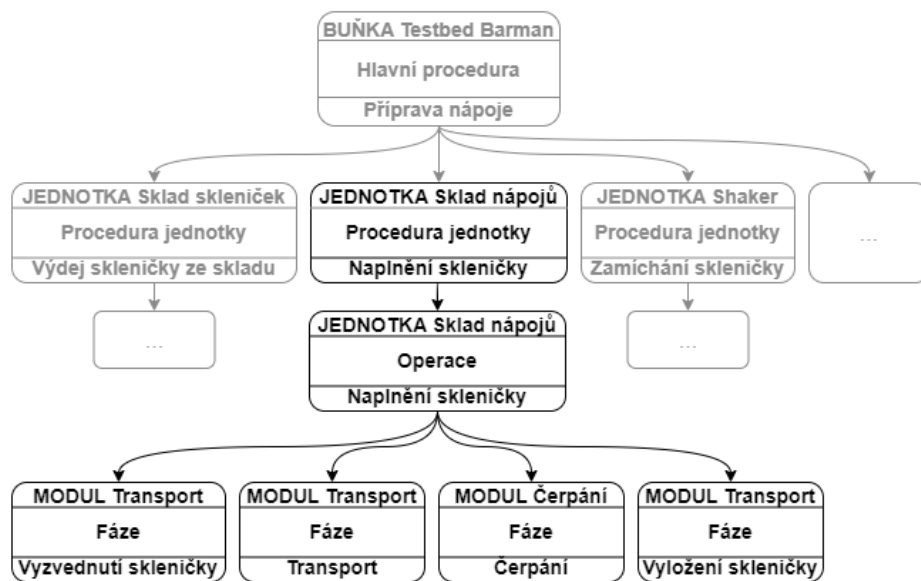 BUŇKA Testbed Barman
Hlavní procedura
Příprava nápoje
JEDNOTKA Sklad skleniček
Procedura jednotky
Výdej skleničky ze skladu
...
JEDNOTKA Sklad nápojů
Procedura jednotky
Naplnění skleničky
JEDNOTKA Shaker
Procedura jednotky
Zamíchání skleničky
...
...
JEDNOTKA Sklad nápojů
Operace
Naplnění skleničky
MODUL Transport
Fáze
Vyzvednutí skleničky
MODUL Transport
Fáze
Transport
MODUL Čerpání
Fáze
Čerpání
MODUL Transport
Fáze
Vyložení skleničky